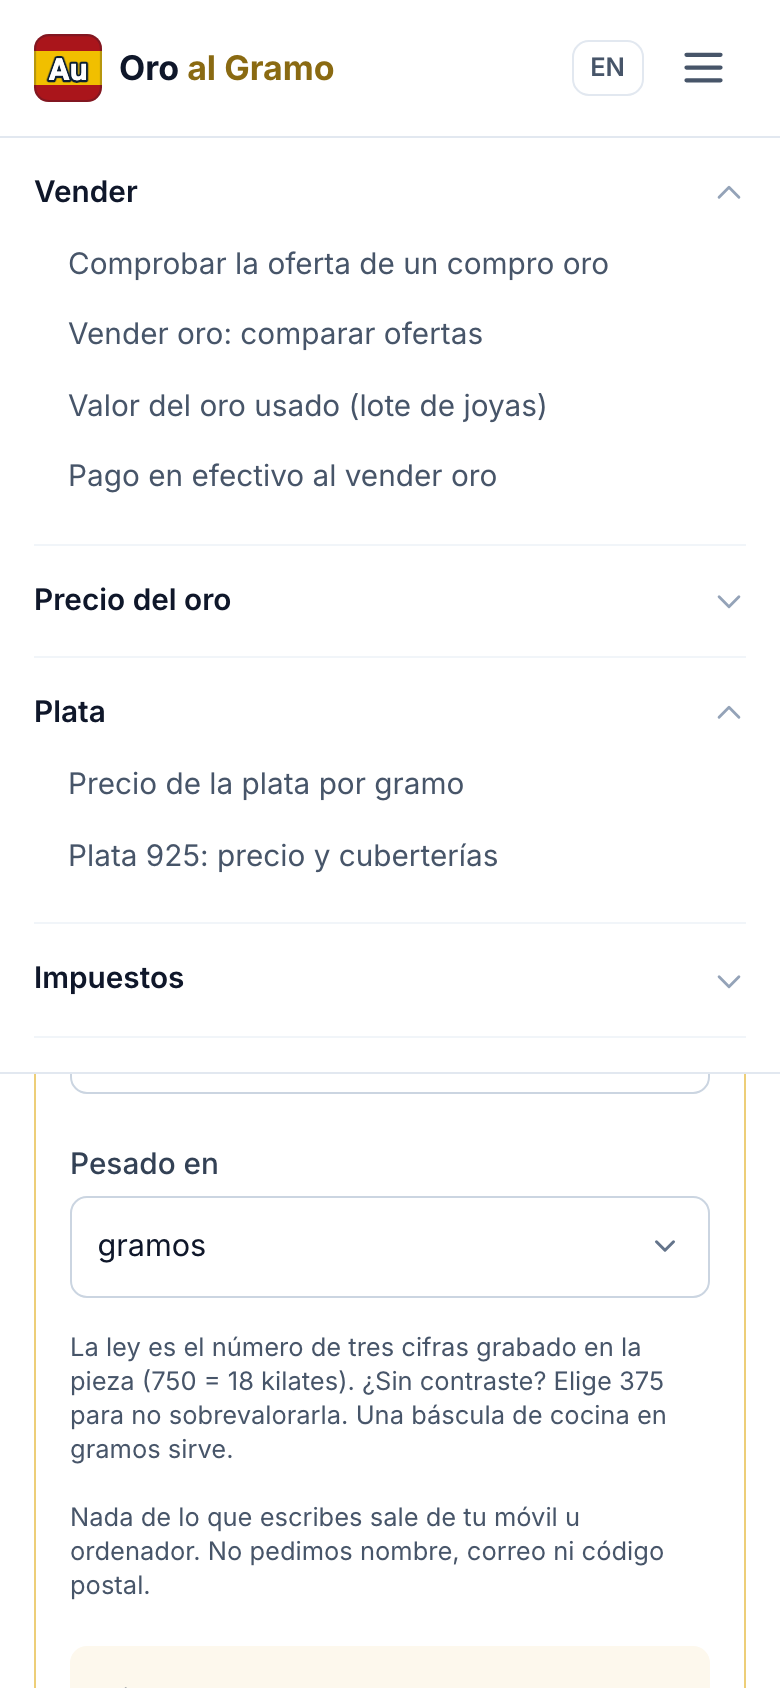 Au
Oro al Gramo
EN
Vender
Comprobar la oferta de un compro oro
Vender oro: comparar ofertas
Valor del oro usado (lote de joyas)
Pago en efectivo al vender oro
Precio del oro
Plata
Precio de la plata por gramo
Plata 925: precio y cuberterías
Impuestos
Pesado en
gramos
La ley es el número de tres cifras grabado en la
pieza (750 = 18 kilates). ¿Sin contraste? Elige 375
para no sobrevalorarla. Una báscula de cocina en
gramos sirve.
Nada de lo que escribes sale de tu móvil u
ordenador. No pedimos nombre, correo ni código
postal.